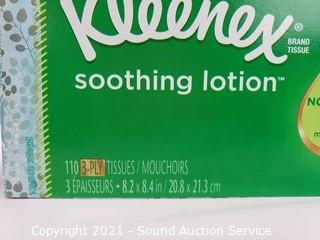 Kleenex®
BRAND
TISSUE
soothing lotion™
NO
m
110 3-PLY TISSUES / MOUCHOIRS
3 ÉPAISSEURS • 8.2 x 8.4 in / 20.8 x 21.3 cm
Copyright 2021 - Sound Auction Service